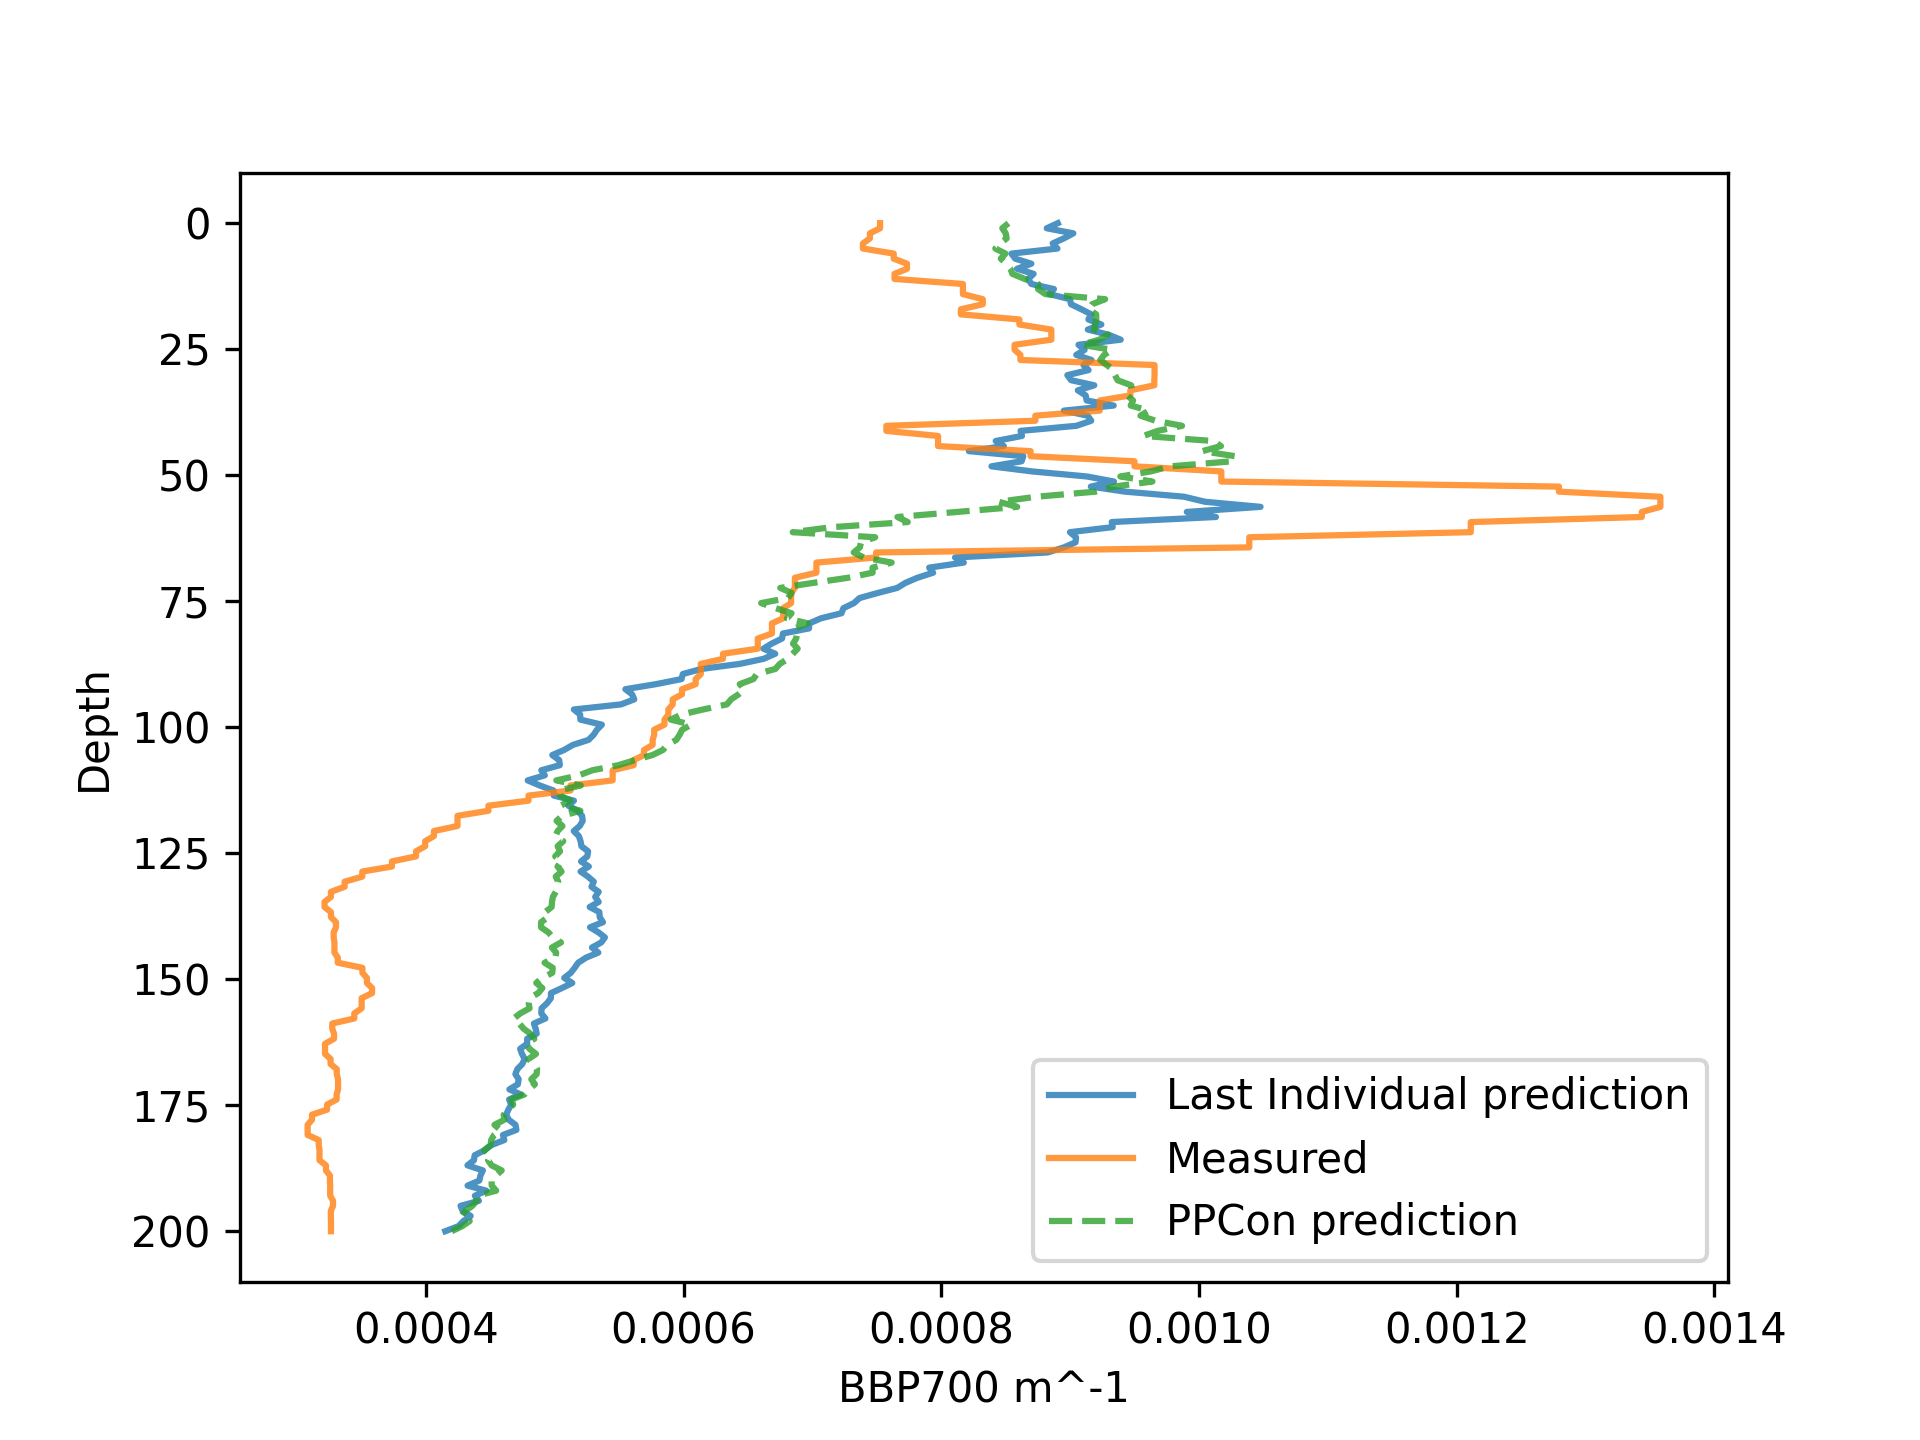 0
25
50
75
100
125
150
175
200
Depth
0.0004 0.0006 0.0008 0.0010 0.0012 0.0014
BBP700 m^-1
Last Individual prediction
Measured
PPCon prediction